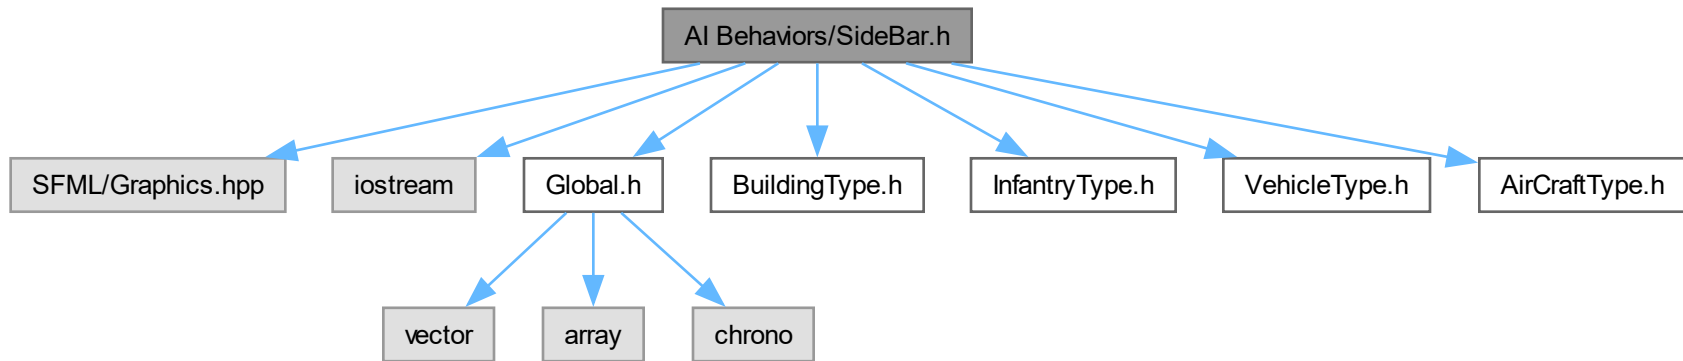 AI Behaviors/SideBar.h
SFML/Graphics.hpp
iostream
Global.h
BuildingType.h
InfantryType.h
VehicleType.h
AirCraftType.h
vector
array
chrono